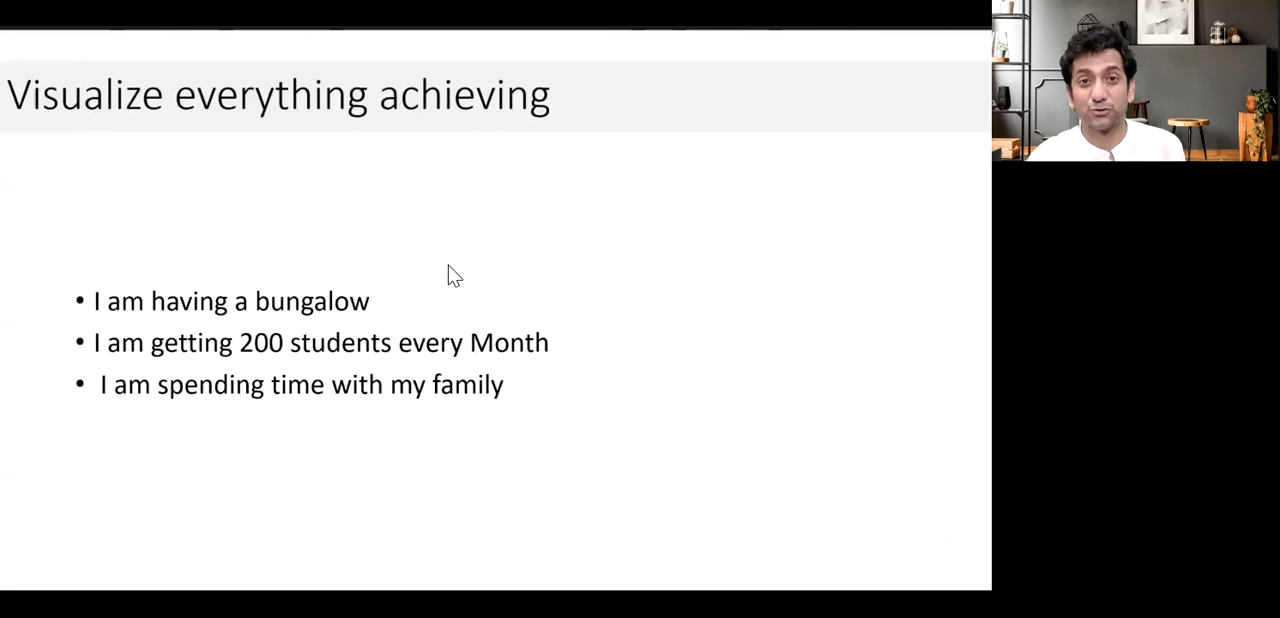 Visualize everything achieving
• I am having a bungalow
• I am getting 200 students every Month
• I am spending time with my family